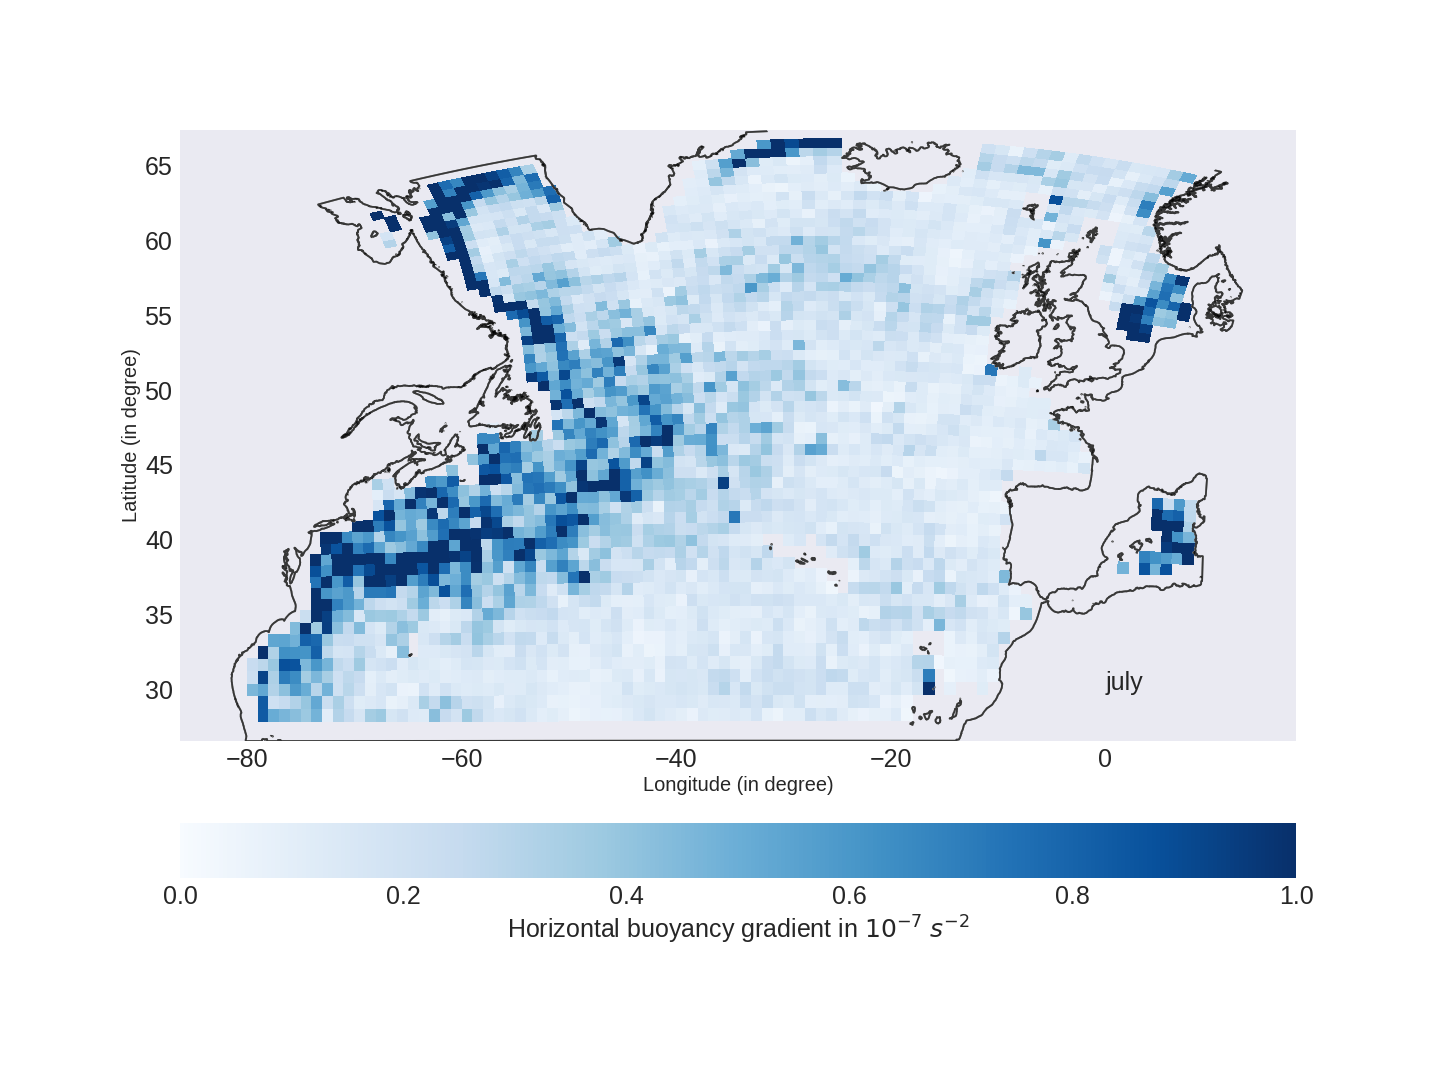 65
60
55
50
45
40
35
30
Latitude (in degree)
july
−80 −60 −40 −20 0
Longitude (in degree)
0.0 0.2 0.4 0.6 0.8 1.0
Horizontal buoyancy gradient in 10⁻⁷ s⁻²